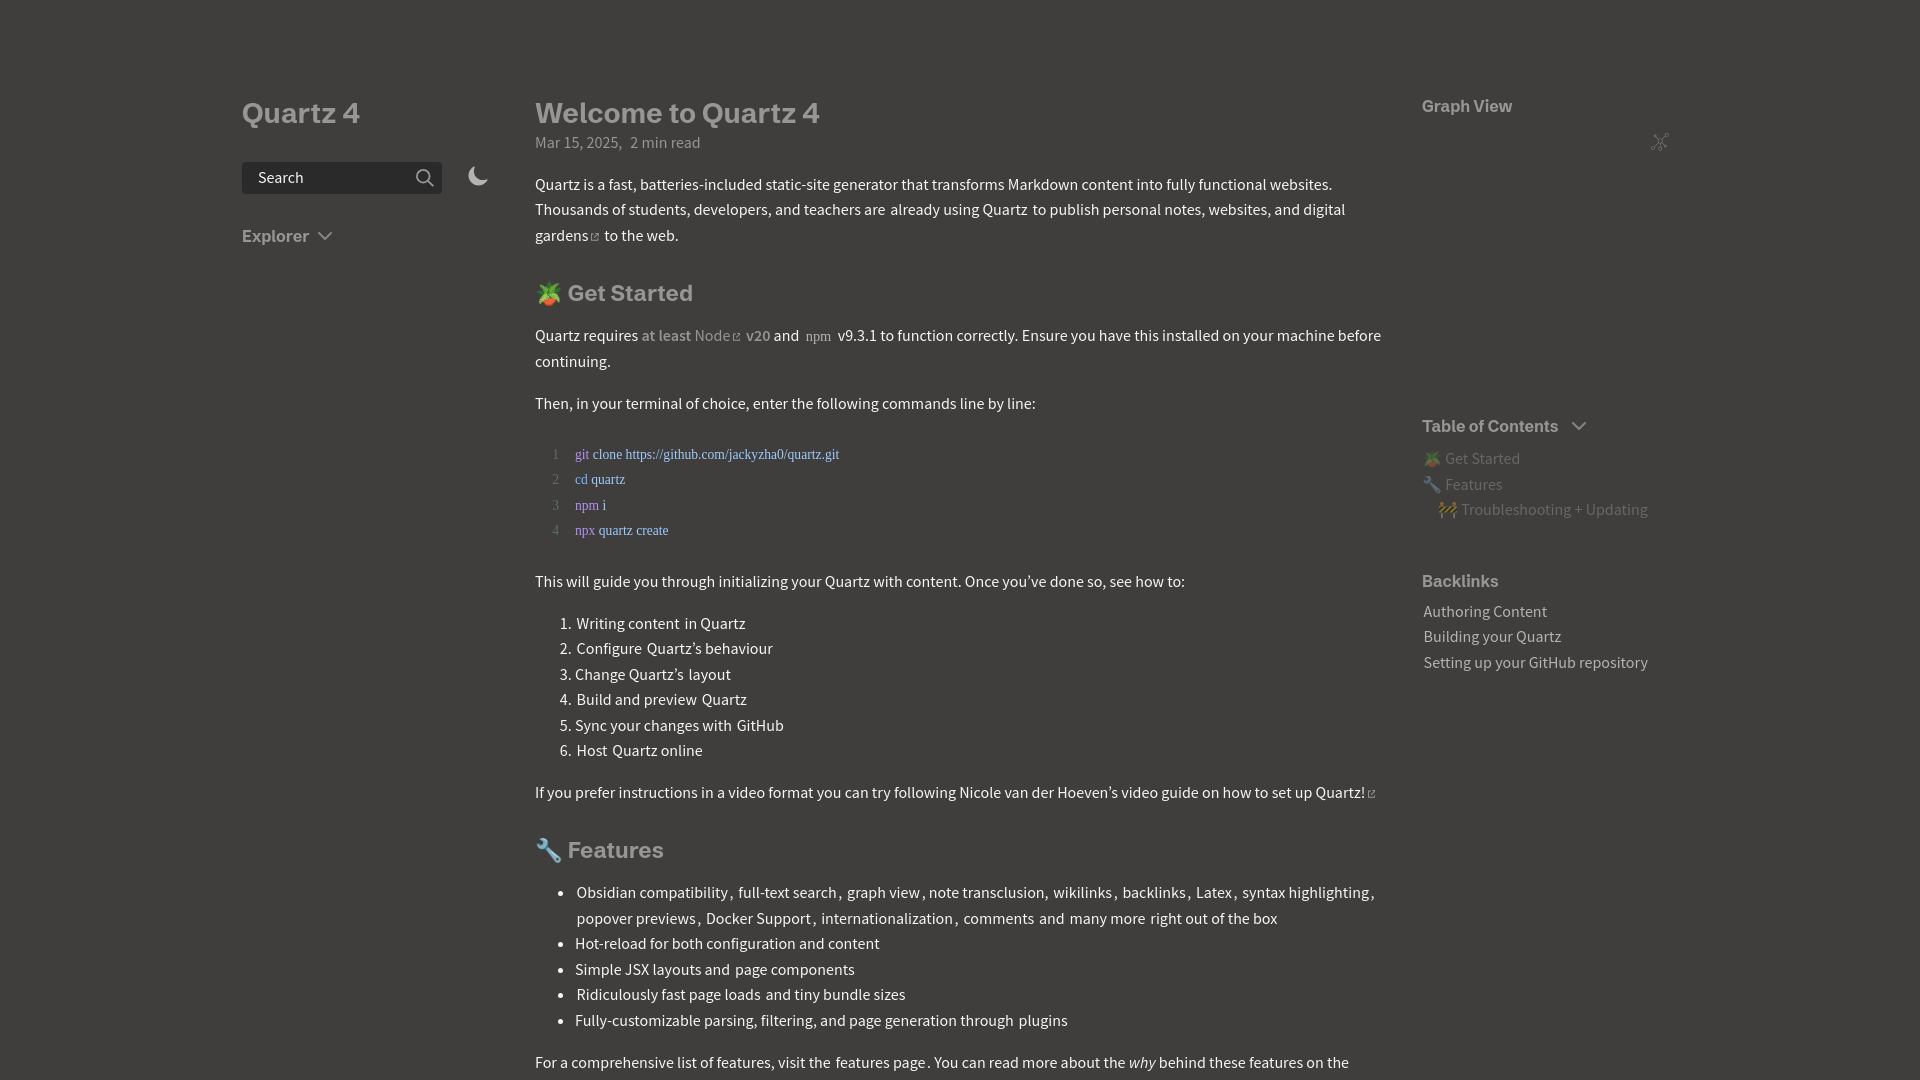 Quartz 4
Search
Explorer
Welcome to Quartz 4
Mar 15, 2025, 2 min read
Quartz is a fast, batteries-included static-site generator that transforms Markdown content into fully functional websites.
Thousands of students, developers, and teachers are already using Quartz to publish personal notes, websites, and digital
gardens to the web.
🪴 Get Started
Quartz requires at least Node v20 and npm v9.3.1 to function correctly. Ensure you have this installed on your machine before
continuing.
Then, in your terminal of choice, enter the following commands line by line:
1 git clone https://github.com/jackyzha0/quartz.git
2 cd quartz
3 npm i
4 npx quartz create
This will guide you through initializing your Quartz with content. Once you’ve done so, see how to:
1. Writing content in Quartz
2. Configure Quartz’s behaviour
3. Change Quartz’s layout
4. Build and preview Quartz
5. Sync your changes with GitHub
6. Host Quartz online
If you prefer instructions in a video format you can try following Nicole van der Hoeven’s video guide on how to set up Quartz!
🔧 Features
• Obsidian compatibility, full-text search, graph view, note transclusion, wikilinks, backlinks, Latex, syntax highlighting,
popover previews, Docker Support, internationalization, comments and many more right out of the box
• Hot-reload for both configuration and content
• Simple JSX layouts and page components
• Ridiculously fast page loads and tiny bundle sizes
• Fully-customizable parsing, filtering, and page generation through plugins
For a comprehensive list of features, visit the features page. You can read more about the why behind these features on the
Graph View
Table of Contents
🪴 Get Started
🔧 Features
🚧 Troubleshooting + Updating
Backlinks
Authoring Content
Building your Quartz
Setting up your GitHub repository